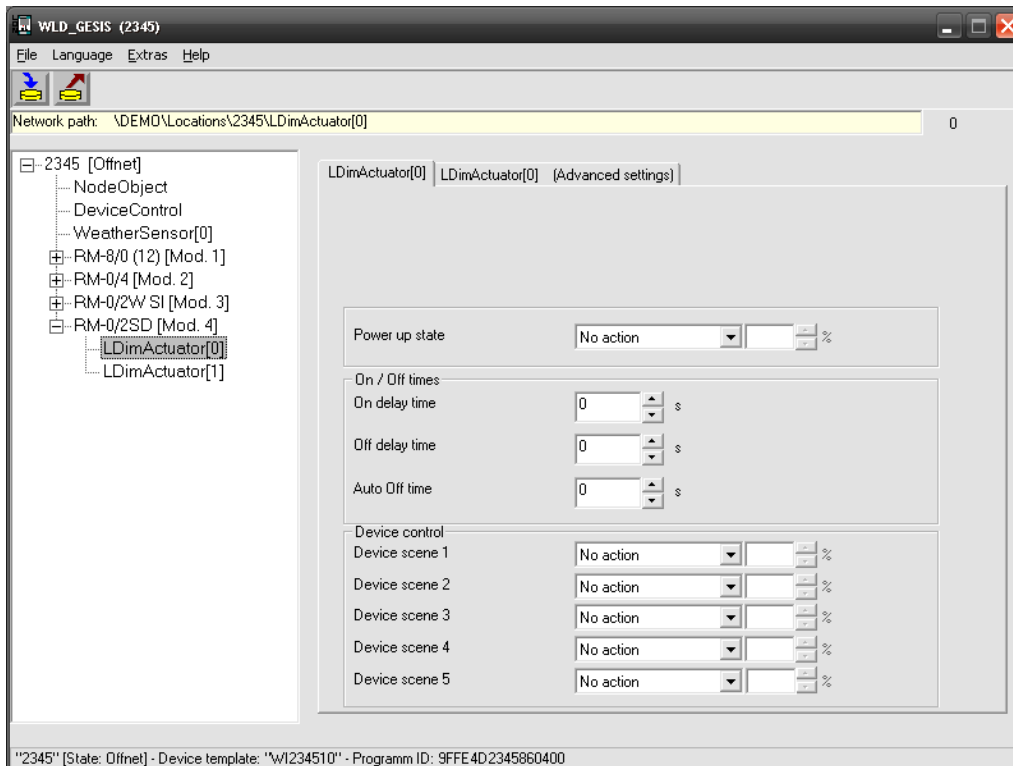 WLD_GESIS (2345)
File Language Extras Help
Network path: \DEMO\Locations\2345\LDimActuator[0]
0
2345 [Offnet]
NodeObject
DeviceControl
WeatherSensor[0]
RM-8/0 (12) [Mod. 1]
RM-0/4 [Mod. 2]
RM-0/2W SI [Mod. 3]
RM-0/2SD [Mod. 4]
LDimActuator[0]
LDimActuator[1]
LDimActuator[0] LDimActuator[0] (Advanced settings)
Power up state No action %
On / Off times
On delay time 0 s
Off delay time 0 s
Auto Off time 0 s
Device control
Device scene 1 No action %
Device scene 2 No action %
Device scene 3 No action %
Device scene 4 No action %
Device scene 5 No action %
"2345" [State: Offnet] - Device template: "WI234510" - Programm ID: 9FFE4D2345860400